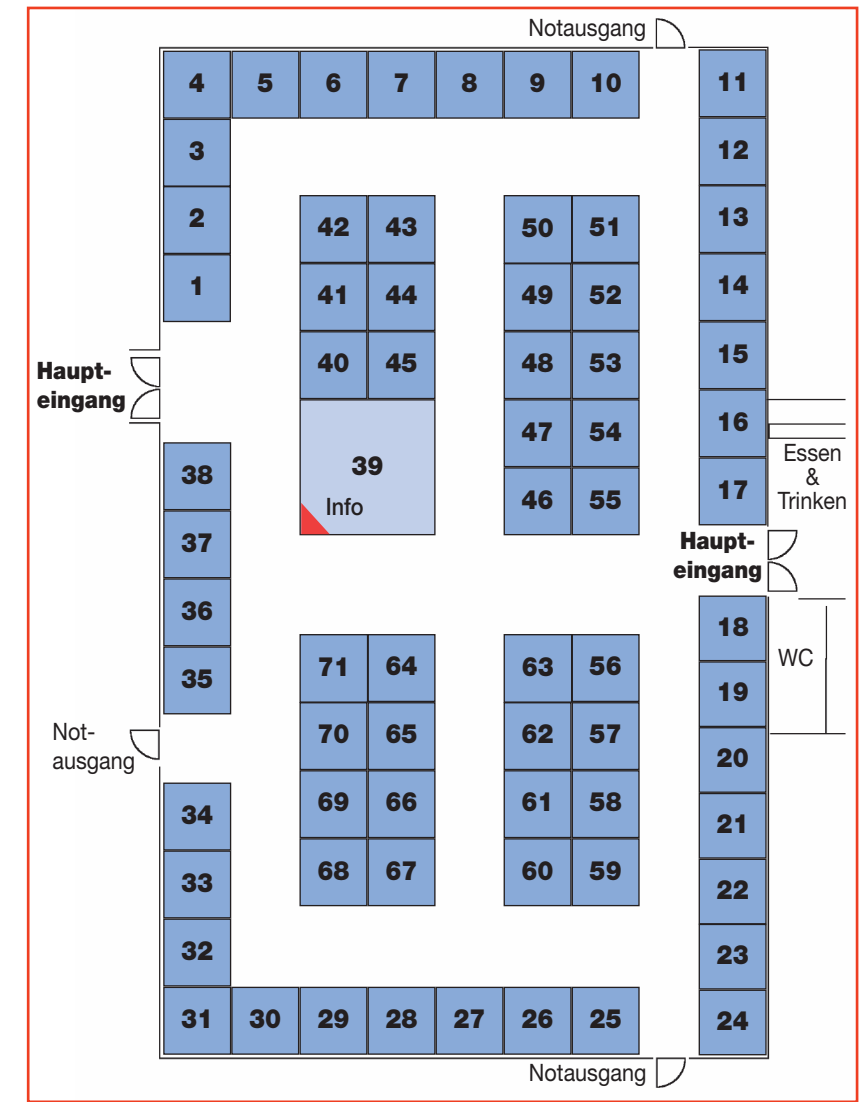 Notausgang
4 5 6 7 8 9 10 11
3 12
2 42 43 50 51 13
1 41 44 49 52 14
Haupt-
eingang
40 45 48 53 15
47 54 16
38 39 Essen
&
Trinken
Info 46 55 17
37 Haupt-
eingang
36 18
WC
35 71 64 63 56 19
Not-
ausgang
70 65 62 57 20
34 69 66 61 58 21
33 68 67 60 59 22
32 23
31 30 29 28 27 26 25 24
Notausgang